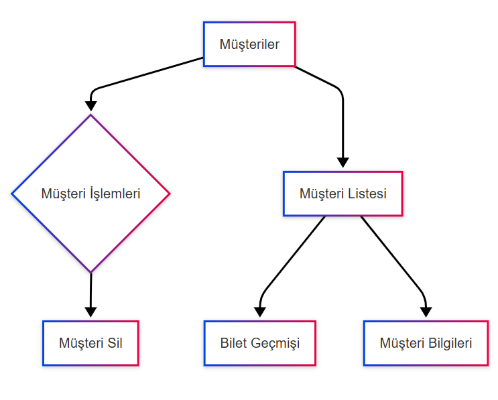 Müşteriler
Müşteri İşlemleri
Müşteri Listesi
Müşteri Sil
Bilet Geçmişi
Müşteri Bilgileri